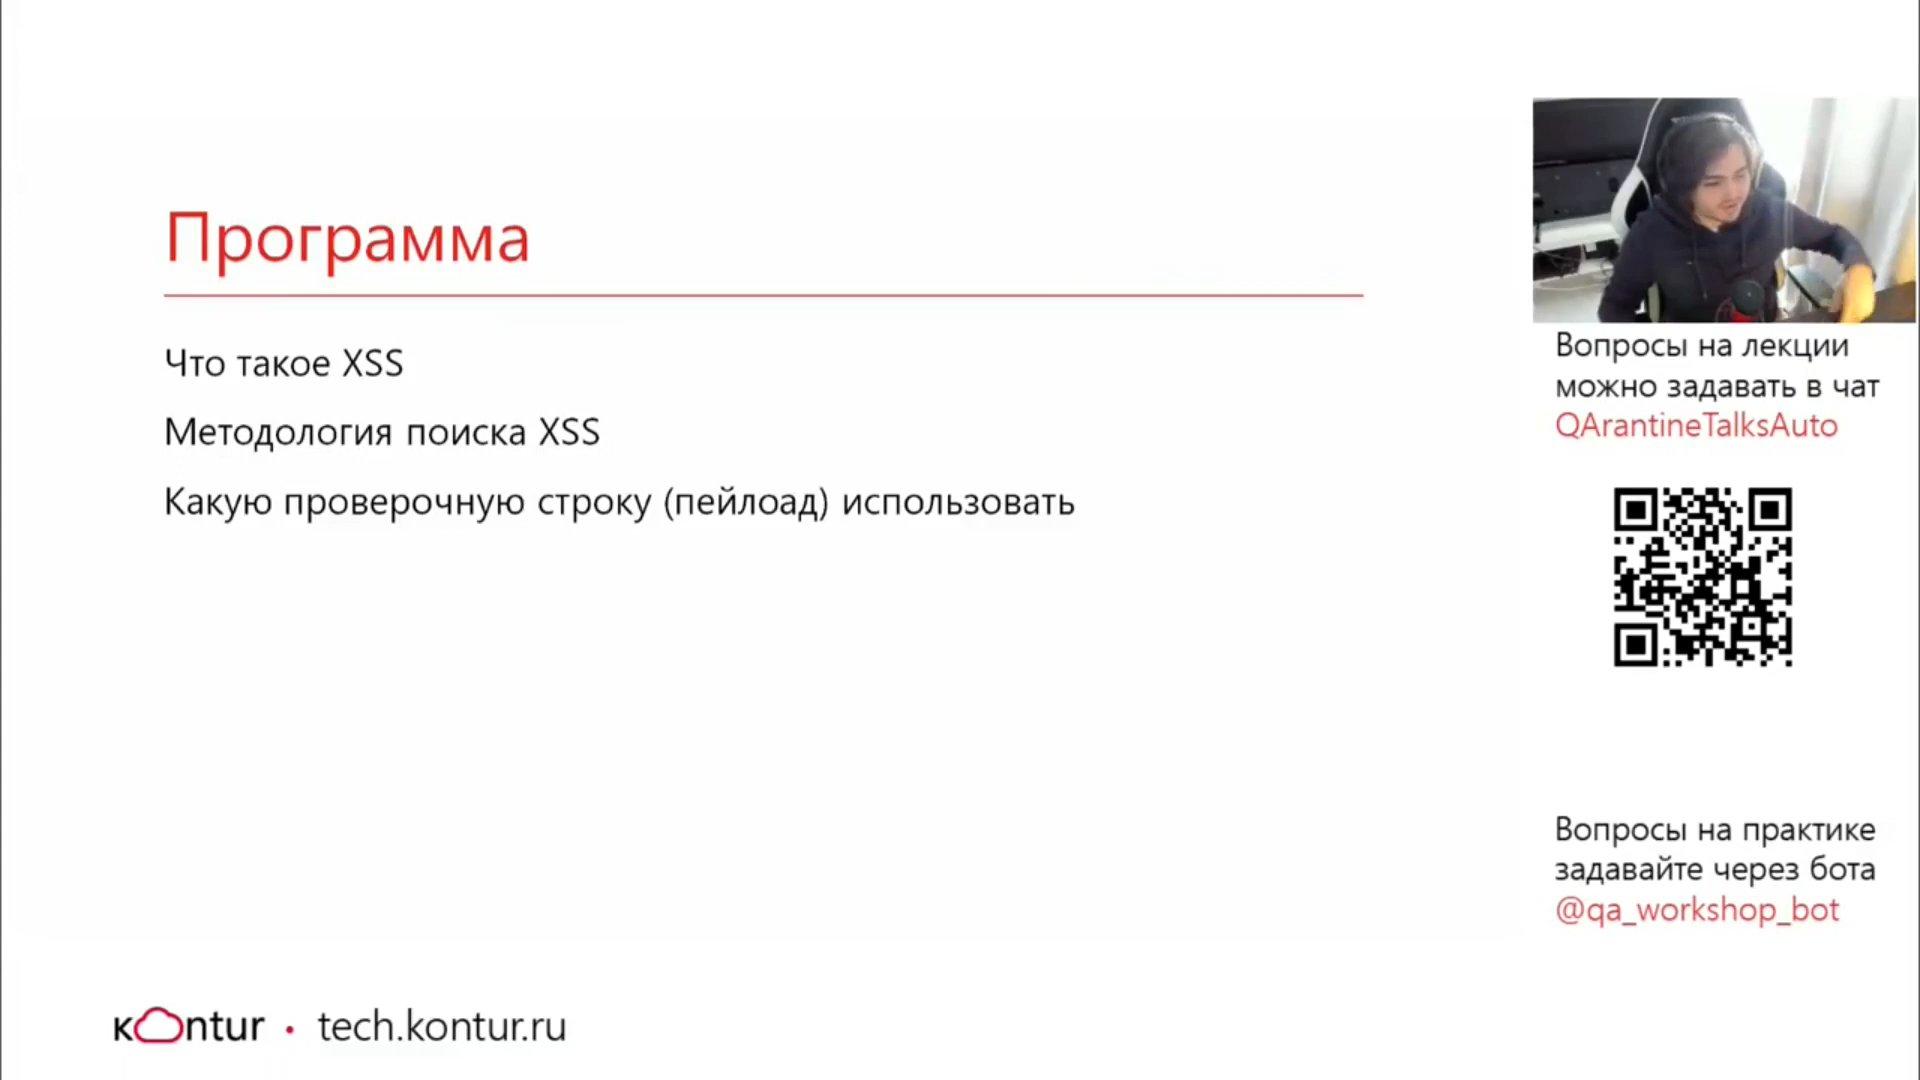 Программа
Что такое XSS
Методология поиска XSS
Какую проверочную строку (пейлоад) использовать
Вопросы на лекции
можно задавать в чат
QArantineTalksAuto
Вопросы на практике
задавайте через бота
@qa_workshop_bot
кontur • tech.kontur.ru